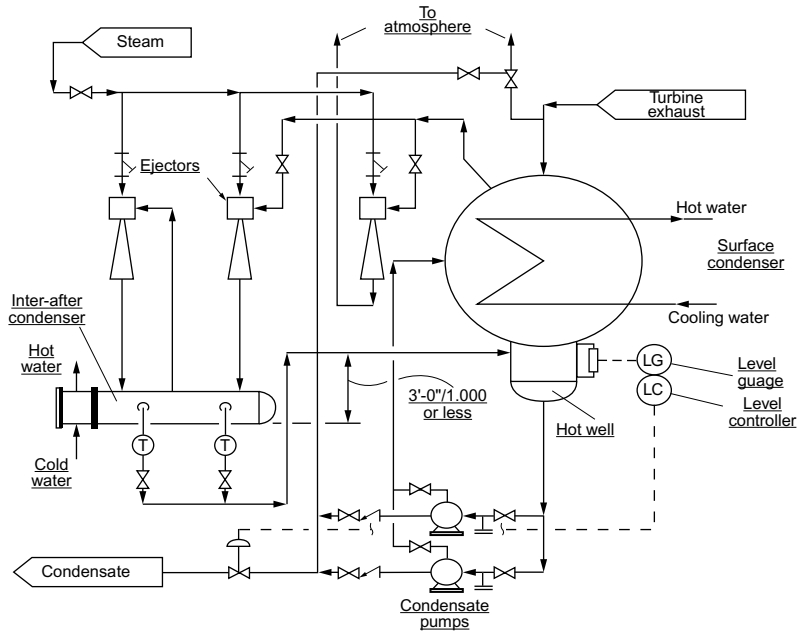 To
atmosphere
Steam
Turbine
exhaust
Ejectors
Hot water
Surface
condenser
Inter-after
condenser
Cooling water
Hot
water
LG
Level
guage
3'-0"/1.000
or less
LC
Level
controller
Hot well
T
T
Cold
water
Condensate
Condensate
pumps